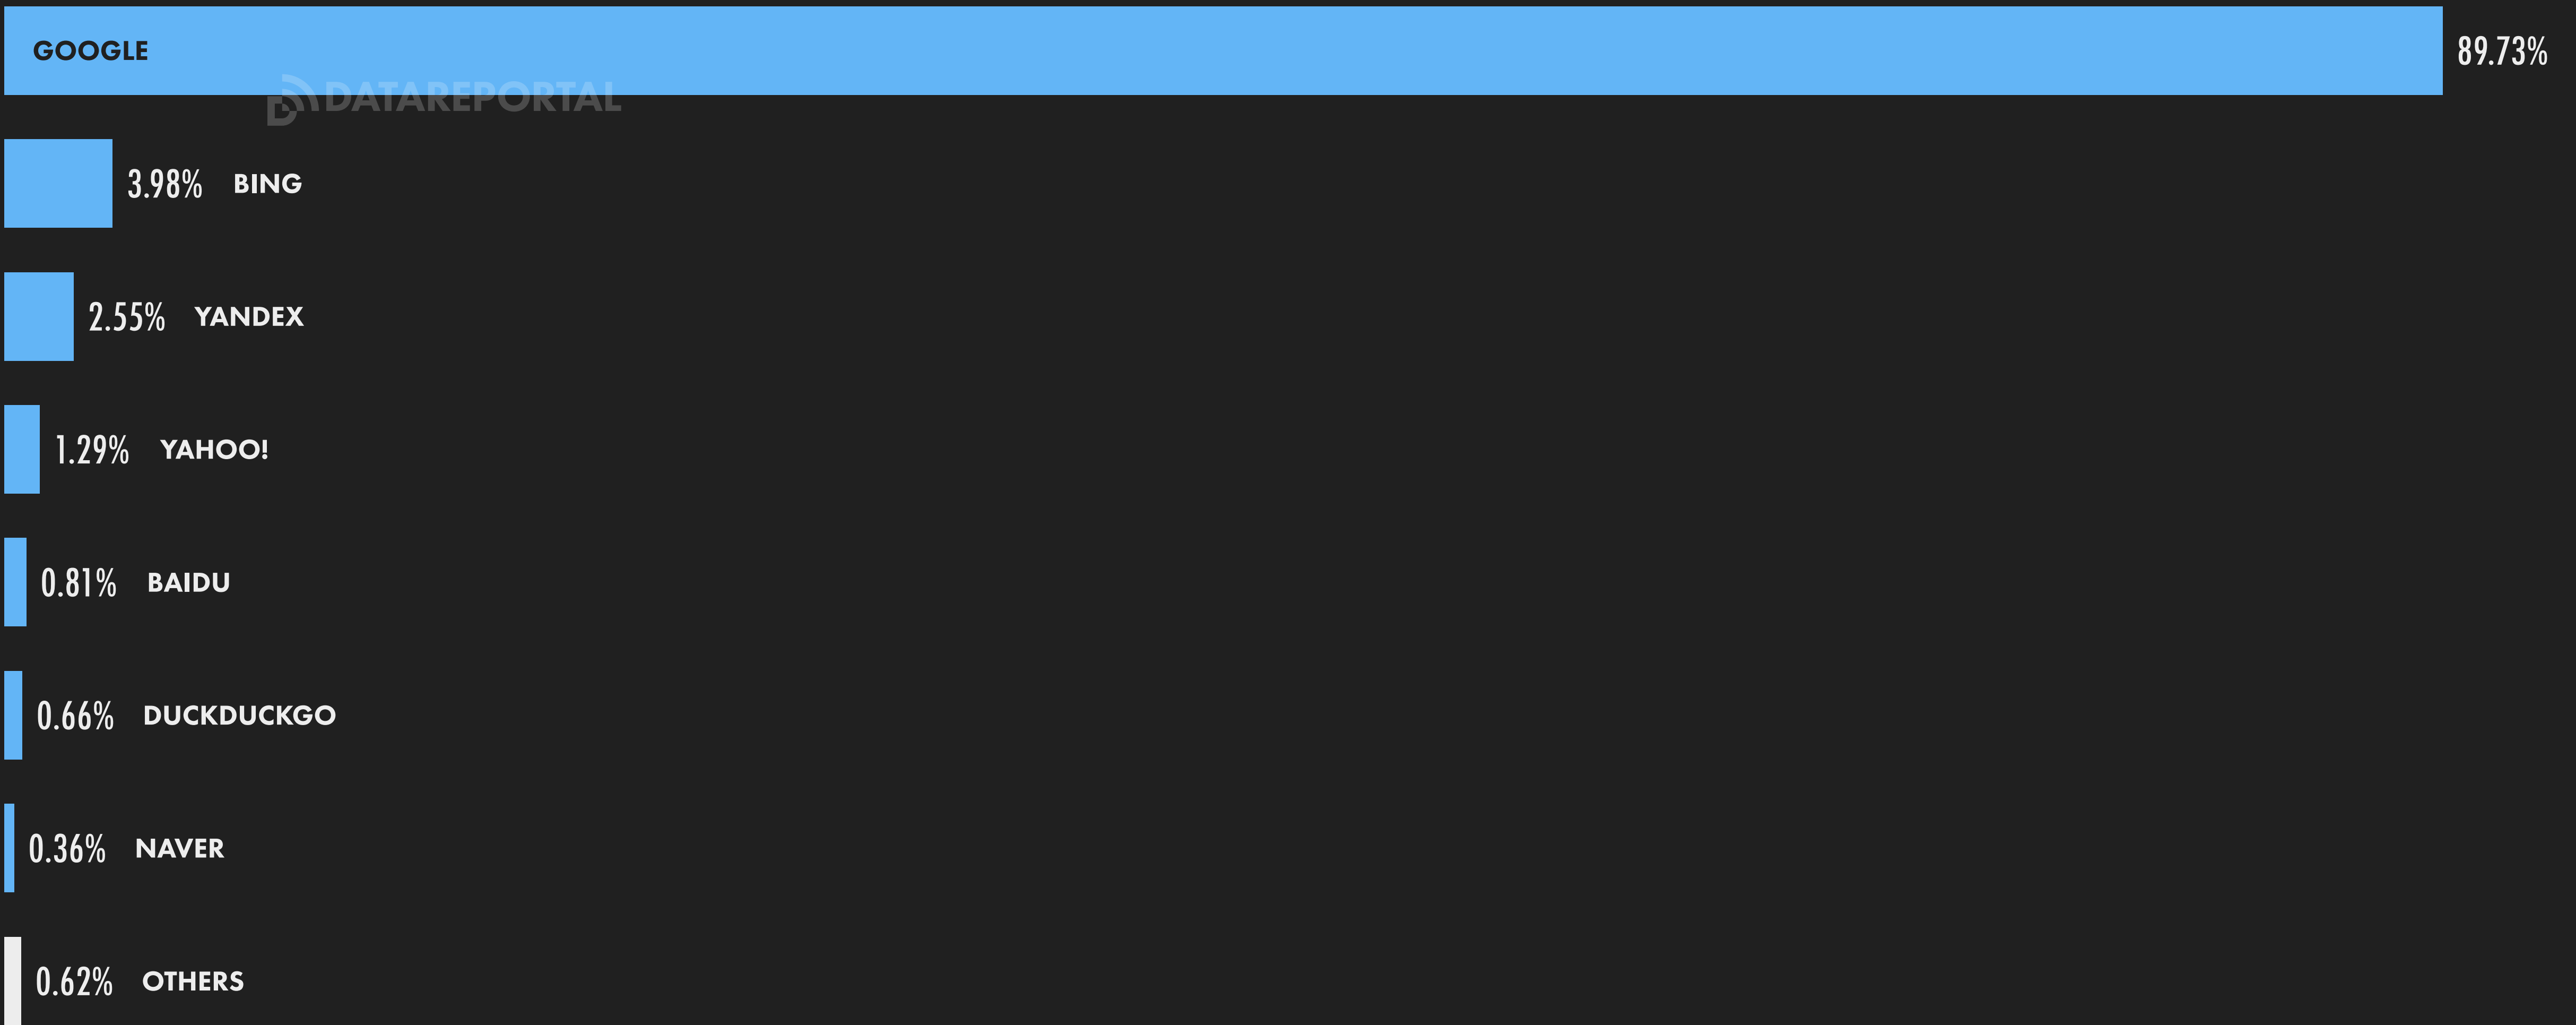 GOOGLE 89.73%
DATAREPORTAL
3.98% BING
2.55% YANDEX
1.29% YAHOO!
0.81% BAIDU
0.66% DUCKDUCKGO
0.36% NAVER
0.62% OTHERS